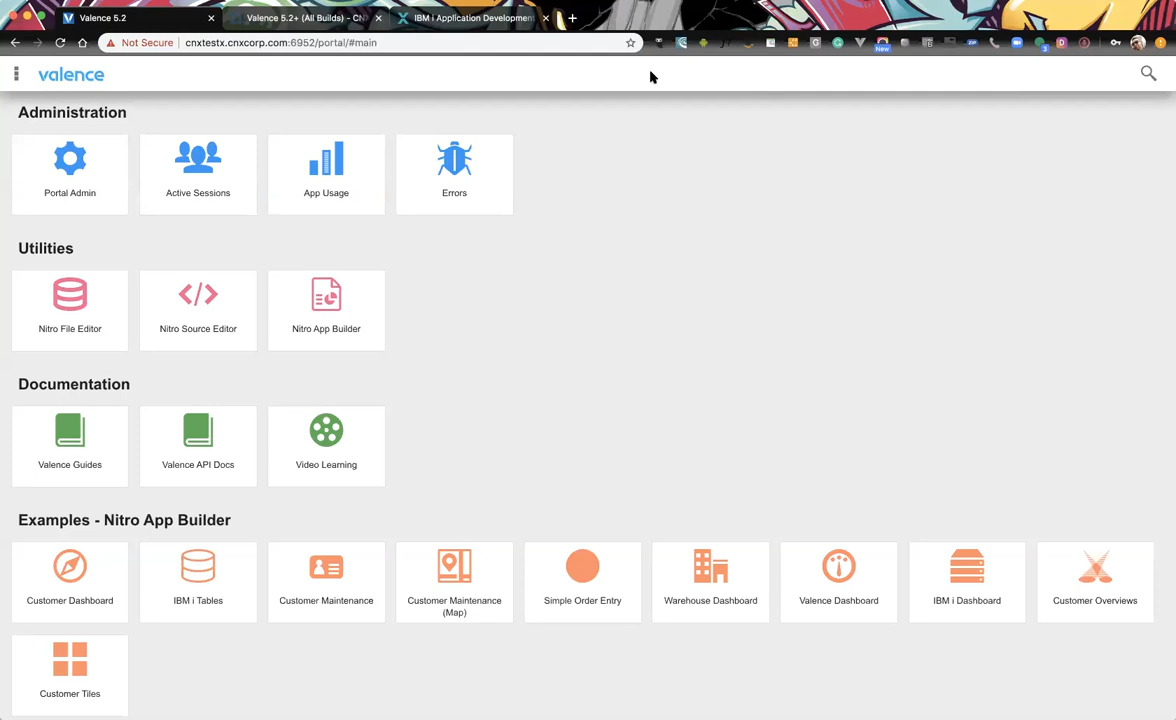 Valence 5.2
Valence 5.2+ (All Builds) - CN
IBM i Application Development
Not Secure
cnxtestx.cnxcorp.com:6952/portal/#main
New
ZIP
3
valence
Administration
Portal Admin
Active Sessions
App Usage
Errors
Utilities
Nitro File Editor
Nitro Source Editor
Nitro App Builder
Documentation
Valence Guides
Valence API Docs
Video Learning
Examples - Nitro App Builder
Customer Dashboard
IBM i Tables
Customer Maintenance
Customer Maintenance
(Map)
Simple Order Entry
Warehouse Dashboard
Valence Dashboard
IBM i Dashboard
Customer Overviews
Customer Tiles